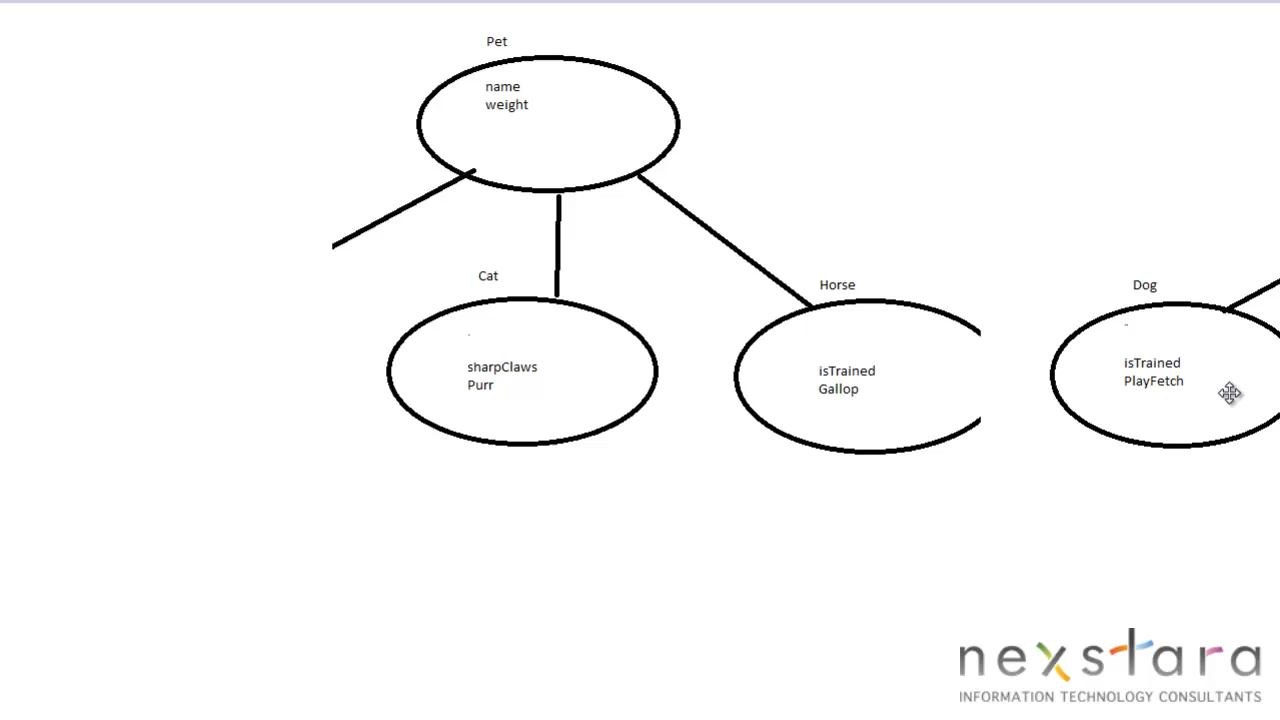 Pet
name
weight
Cat
sharpClaws
Purr
Horse
isTrained
Gallop
Dog
isTrained
PlayFetch
nexstara
INFORMATION TECHNOLOGY CONSULTANTS